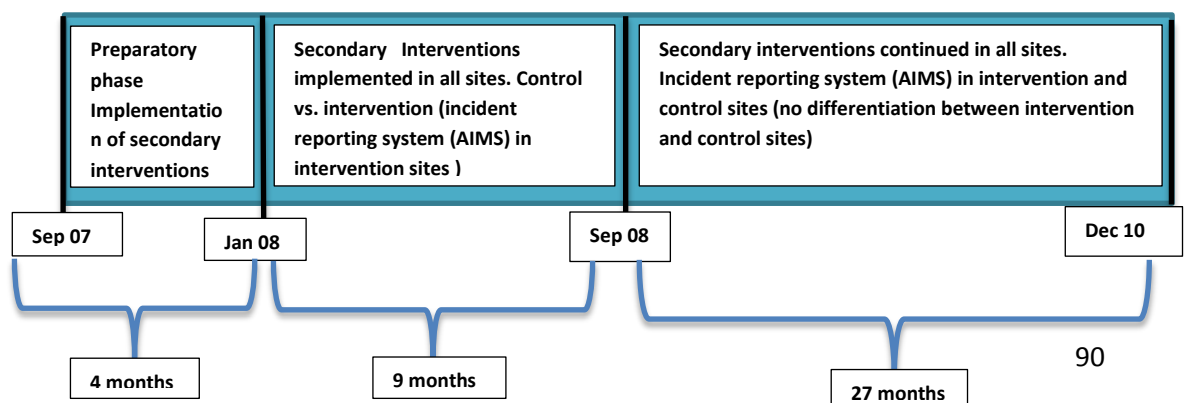 Preparatory
phase
Implementatio
n of secondary
interventions
Secondary Interventions
implemented in all sites. Control
vs. intervention (incident
reporting system (AIMS) in
intervention sites )
Secondary interventions continued in all sites.
Incident reporting system (AIMS) in intervention and
control sites (no differentiation between intervention
and control sites)
Sep 07
Jan 08
Sep 08
Dec 10
4 months
9 months
27 months
90